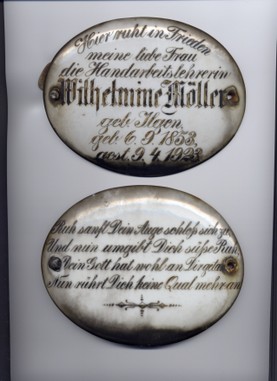 Hier ruht in Frieden
meine liebe Frau
die Handarbeitslehrerin
Wilhelmine Möller
geb.
geb. 6. 9. 1853,
gest. 9. 4. 1923
Ruh sanft Dein Auge schloß sich zu,
Und nun umgibt Dich süße Ruh,
Dein Gott hat wohl an Dir getan
Nun rührt Dich keine Qual mehr an.